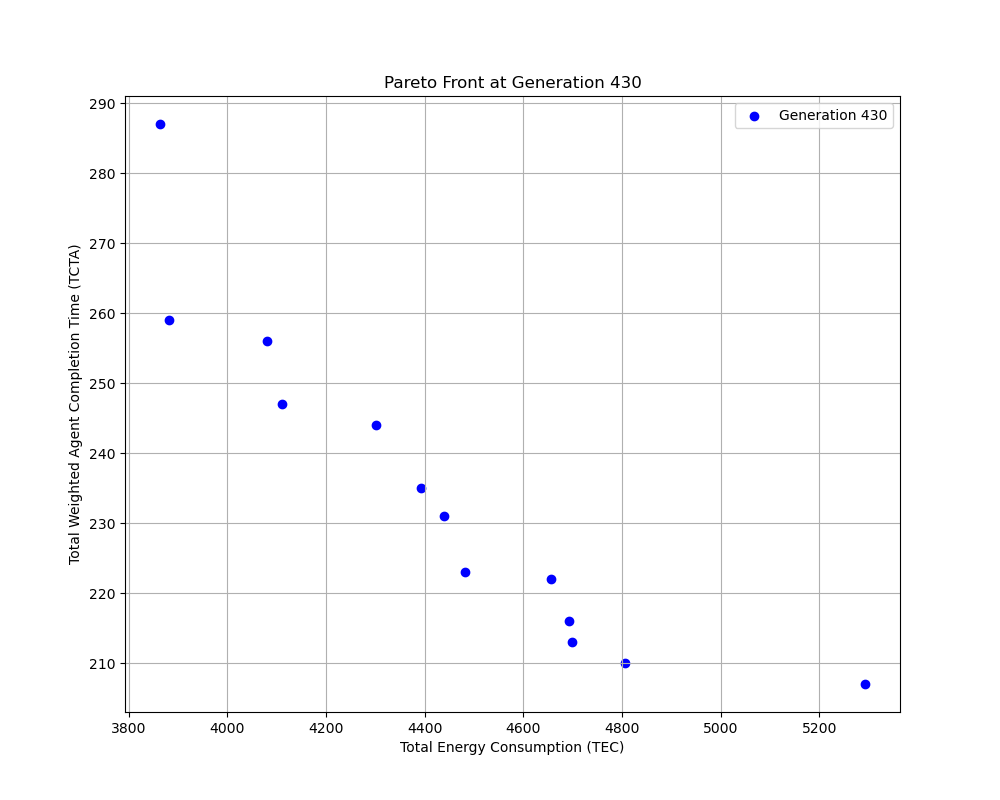 Pareto Front at Generation 430
Generation 430
290
280
270
260
250
240
230
220
210
Total Weighted Agent Completion Time (TCTA)
3800 4000 4200 4400 4600 4800 5000 5200
Total Energy Consumption (TEC)